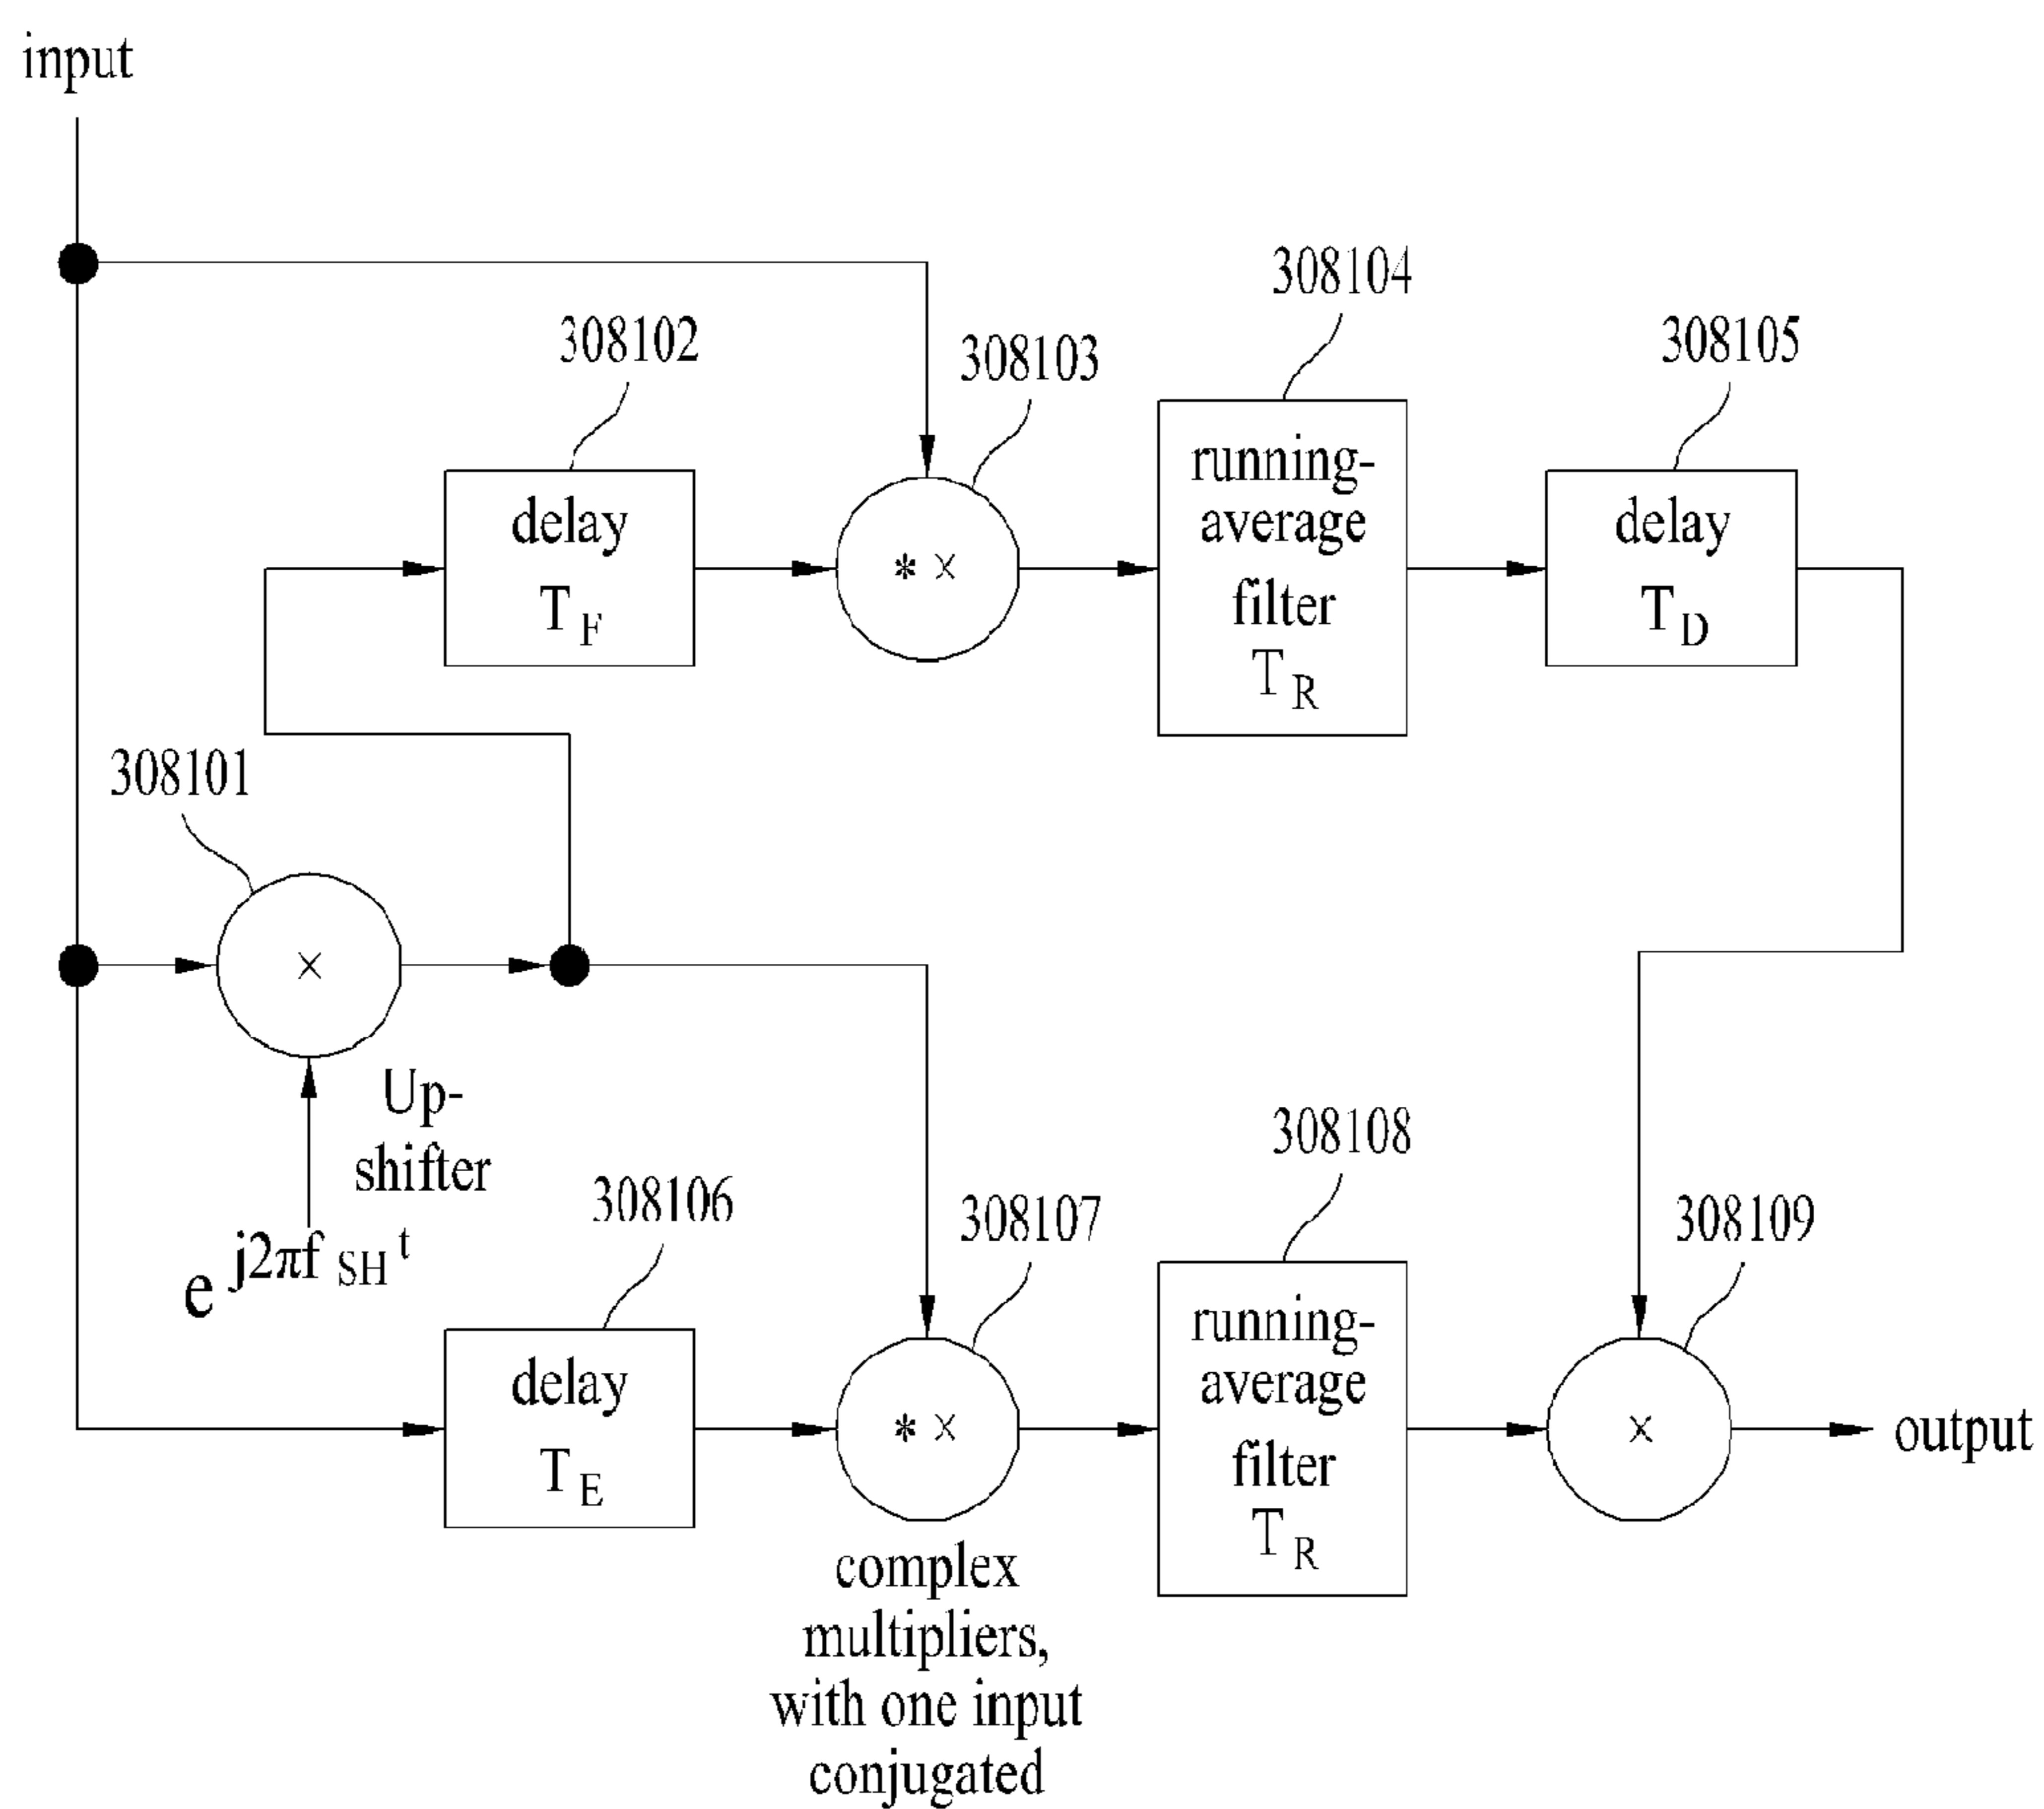 input
308104
308102
308105
308103
running-
average
filter
T R
delay
T F
* ×
delay
T D
308101
×
Up-
shifter
e j2πf SH t
308108
308106
308107
308109
running-
average
filter
T R
delay
T E
* ×
×
output
complex
multipliers,
with one input
conjugated